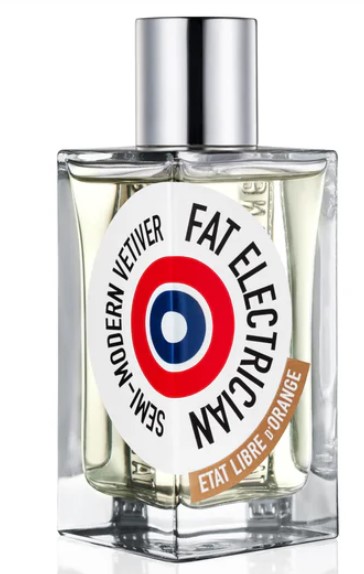 FAT ELECTRICIAN
SEMI-MODERN VETIVER
ETAT LIBRE D'ORANGE